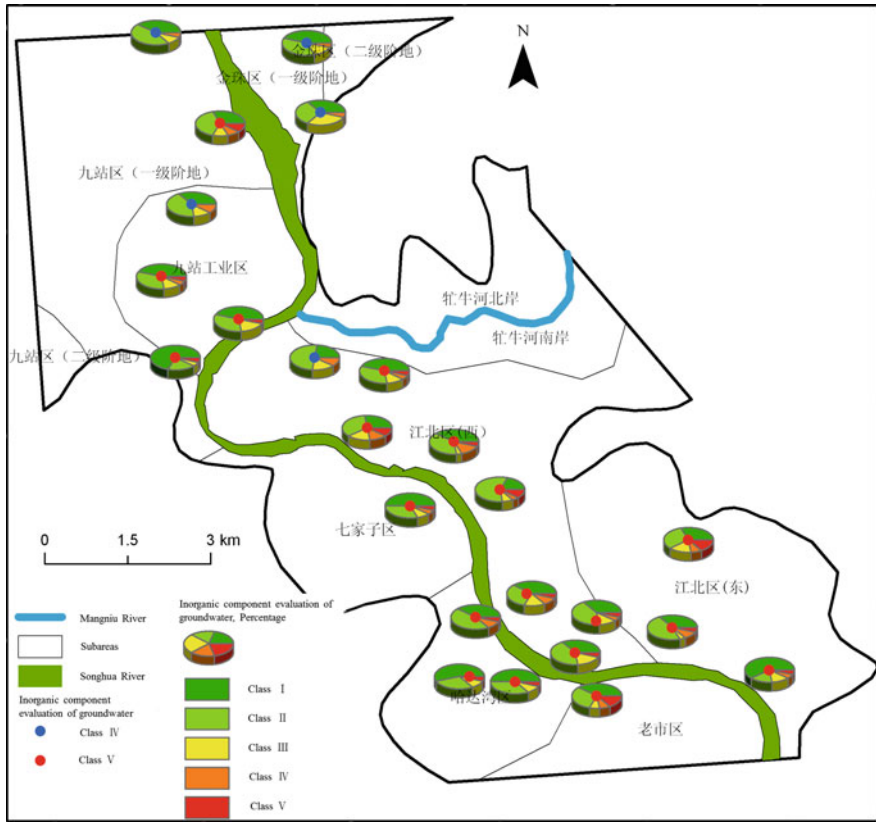 N
金珠区（二级阶地）
金珠区（一级阶地）
九站区（一级阶地）
九站工业区
牤牛河北岸
牤牛河南岸
九站区（二级阶地）
江北区(西)
七家子区
江北区(东)
哈达湾区
老市区
0 1.5 3 km
Mangniu River
Subareas
Songhua River
Inorganic component
evaluation of groundwater
Class Ⅳ
Class Ⅴ
Inorganic component evaluation of
groundwater, Percentage
Class Ⅰ
Class Ⅱ
Class Ⅲ
Class Ⅳ
Class Ⅴ